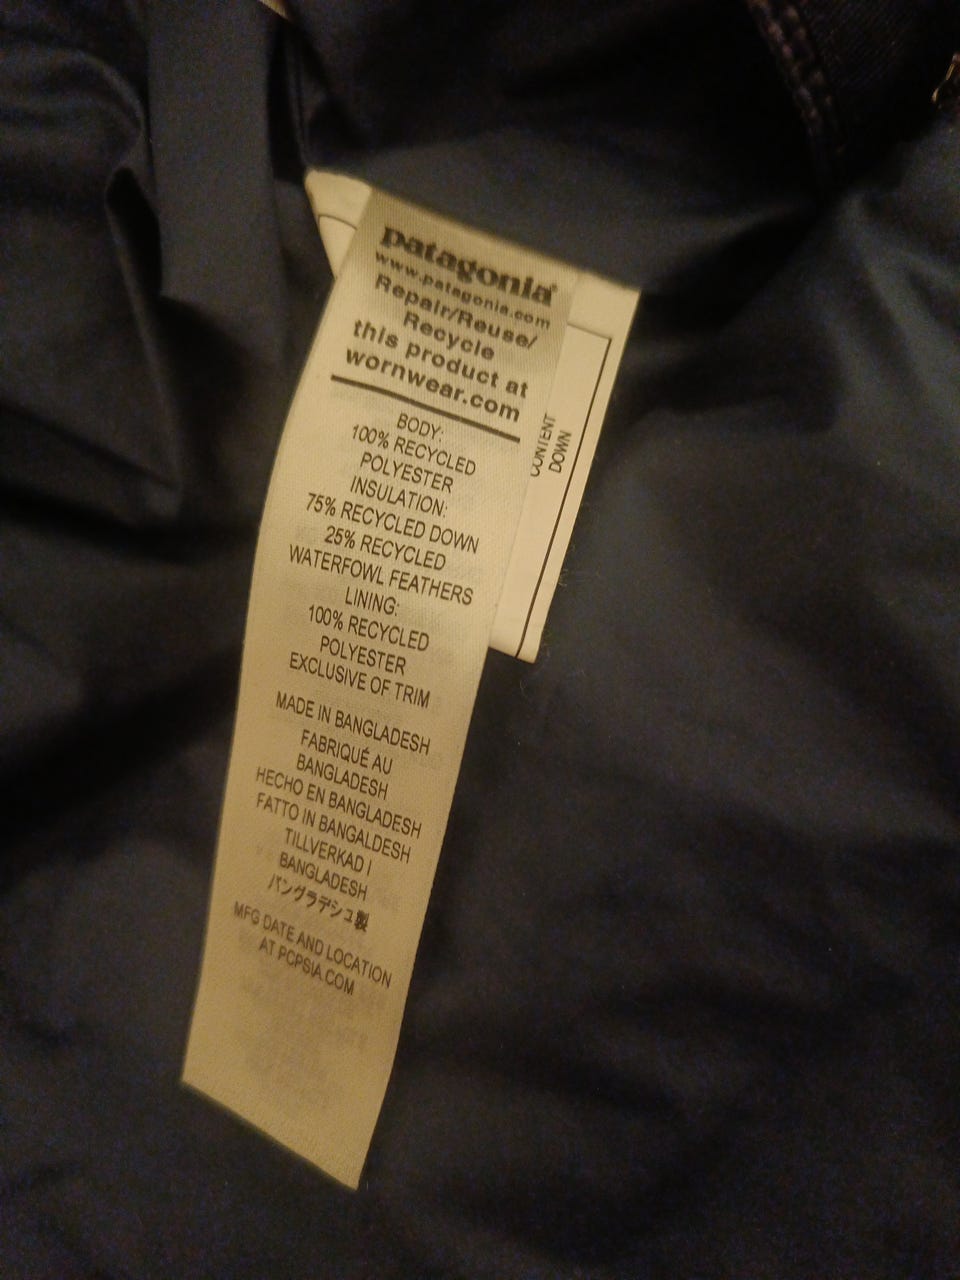 patagonia®
www.patagonia.com
Repair/Reuse/
Recycle
this product at
wornwear.com
BODY:
100% RECYCLED
POLYESTER
INSULATION:
75% RECYCLED DOWN
25% RECYCLED
WATERFOWL FEATHERS
LINING:
100% RECYCLED
POLYESTER
EXCLUSIVE OF TRIM
MADE IN BANGLADESH
FABRIQUÉ AU
BANGLADESH
HECHO EN BANGLADESH
FATTO IN BANGALDESH
TILLVERKAD I
BANGLADESH
バングラデシュ製
MFG DATE AND LOCATION
AT PCPSIA.COM
CONTENT
DOWN